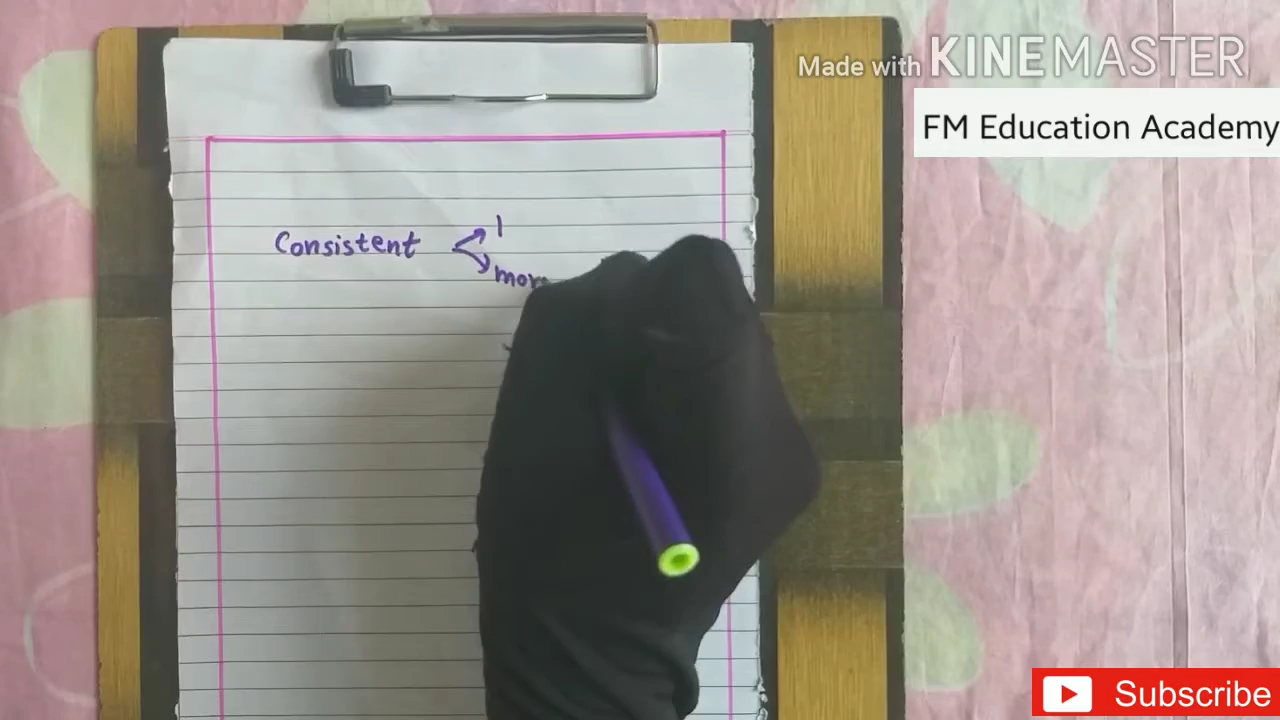 Made with KINEMASTER
FM Education Academy
Consistent
1
Subscribe